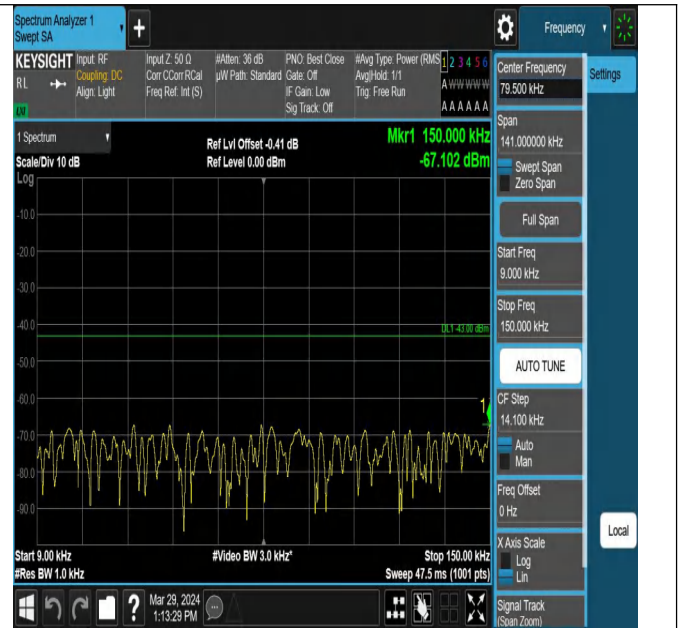 Spectrum Analyzer 1
Swept SA
Frequency
KEYSIGHT
RL
Input: RF
Coupling: DC
Align: Light
Input Z: 50 Ω
Corr CCorr RCal
Freq Ref: Int (S)
#Atten: 36 dB
µW Path: Standard
PNO: Best Close
Gate: Off
IF Gain: Low
Sig Track: Off
#Avg Type: Power (RMS
Avg|Hold: 1/1
Trig: Free Run
1 2 3 4 5 6
A W W W W W
A A A A A A
1 Spectrum
Scale/Div 10 dB
Log
Ref Lvl Offset -0.41 dB
Ref Level 0.00 dBm
Mkr1 150.000 kHz
-67.102 dBm
-10.0
-20.0
-30.0
-40.0
-50.0
-60.0
-70.0
-80.0
-90.0
DL1 -43.00 dBm
1
Start 9.00 kHz
#Res BW 1.0 kHz
#Video BW 3.0 kHz*
Stop 150.00 kHz
Sweep 47.5 ms (1001 pts)
Mar 29, 2024
1:13:29 PM
Center Frequency
79.500 kHz
Settings
Span
141.000000 kHz
Swept Span
Zero Span
Full Span
Start Freq
9.000 kHz
Stop Freq
150.000 kHz
AUTO TUNE
CF Step
14.100 kHz
Auto
Man
Freq Offset
0 Hz
X Axis Scale
Log
Lin
Signal Track
(Span Zoom)
Local